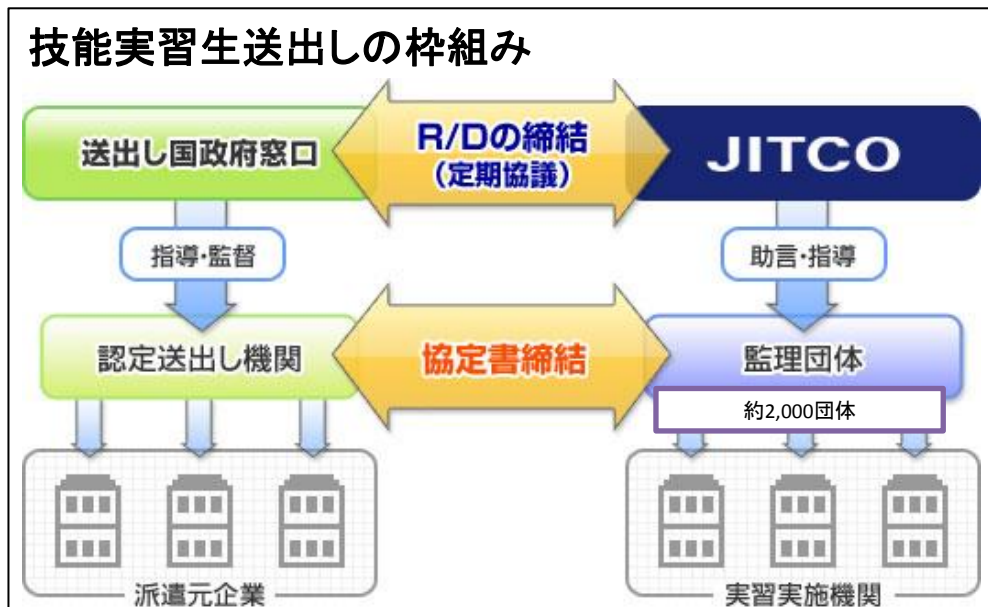 技能実習生送出しの枠組み
送出し国政府窓口
R/Dの締結
(定期協議)
JITCO
指導・監督
助言・指導
認定送出し機関
協定書締結
監理団体
約2,000団体
派遣元企業
実習実施機関